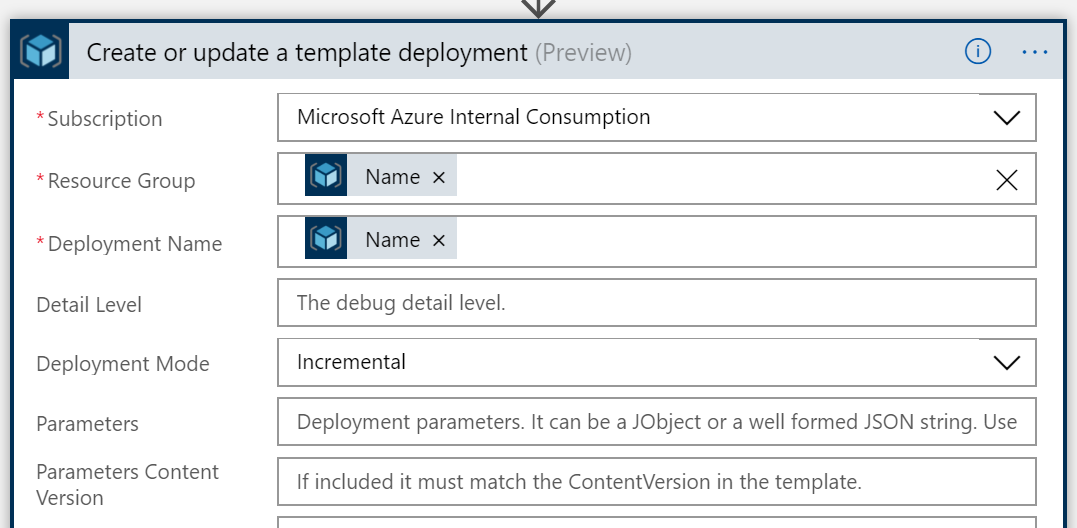 Create or update a template deployment (Preview)
* Subscription
Microsoft Azure Internal Consumption
* Resource Group
Name ×
* Deployment Name
Name ×
Detail Level
The debug detail level.
Deployment Mode
Incremental
Parameters
Deployment parameters. It can be a JObject or a well formed JSON string. Use
Parameters Content
Version
If included it must match the ContentVersion in the template.